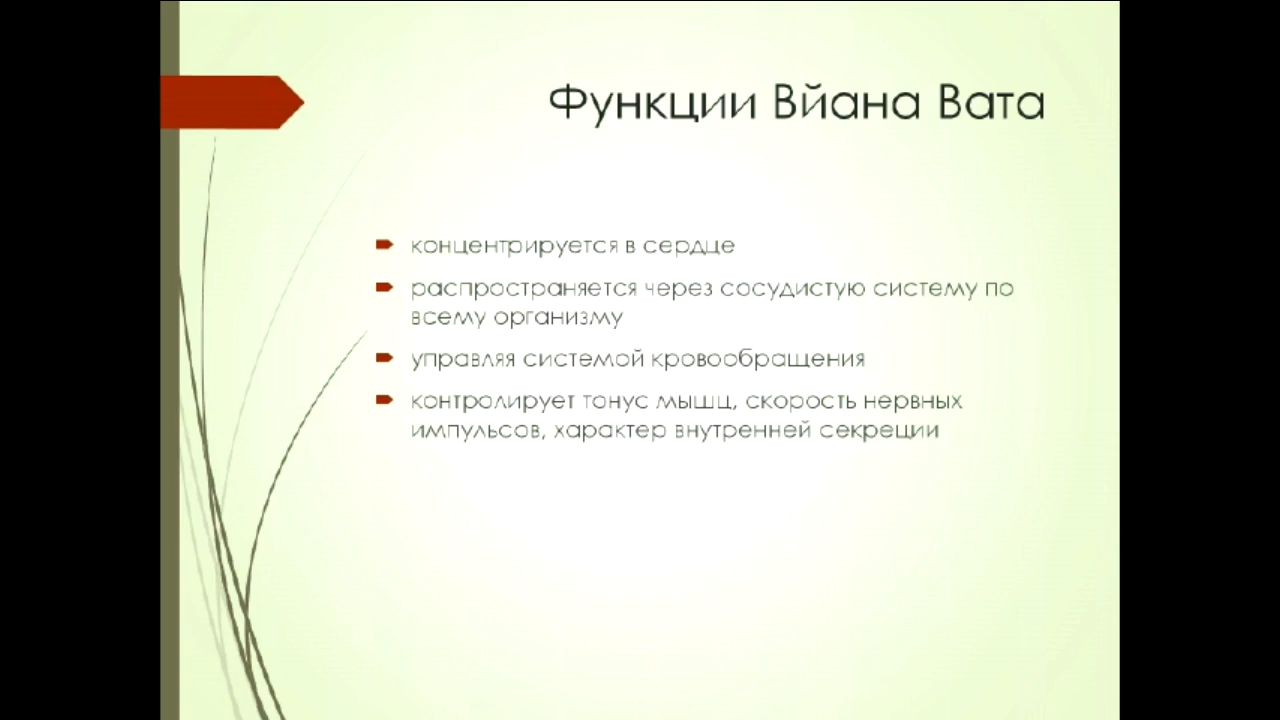 Функции Вйана Вата
концентрируется в сердце
распространяется через сосудистую систему по
всему организму
управляя системой кровообращения
контролирует тонус мышц, скорость нервных
импульсов, характер внутренней секреции